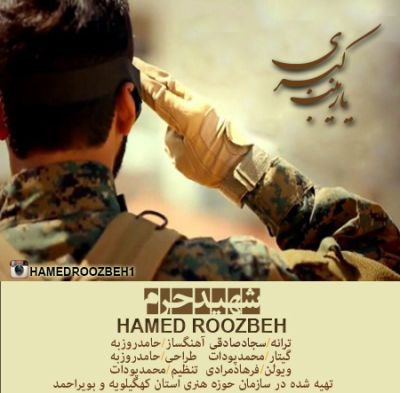 یا زینب کبری
HAMEDROOZBEH1
شهید حرم
HAMED ROOZBEH
ترانه/سجادصادقی آهنگساز/حامدروزبه
گیتار/محمدپودات طراحی/حامدروزبه
ویولن/فرهادمرادی تنظیم/محمدپودات
تهیه شده در سازمان حوزه هنری استان کهگیلویه و بویراحمد